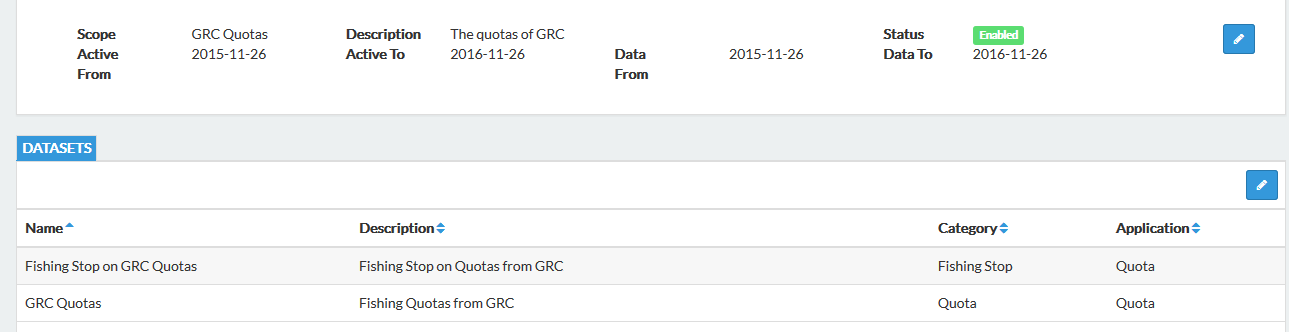 Scope GRC Quotas Description The quotas of GRC Status Enabled
Active From 2015-11-26 Active To 2016-11-26 Data From 2015-11-26 Data To 2016-11-26
DATASETS
Name Description Category Application
Fishing Stop on GRC Quotas Fishing Stop on Quotas from GRC Fishing Stop Quota
GRC Quotas Fishing Quotas from GRC Quota Quota